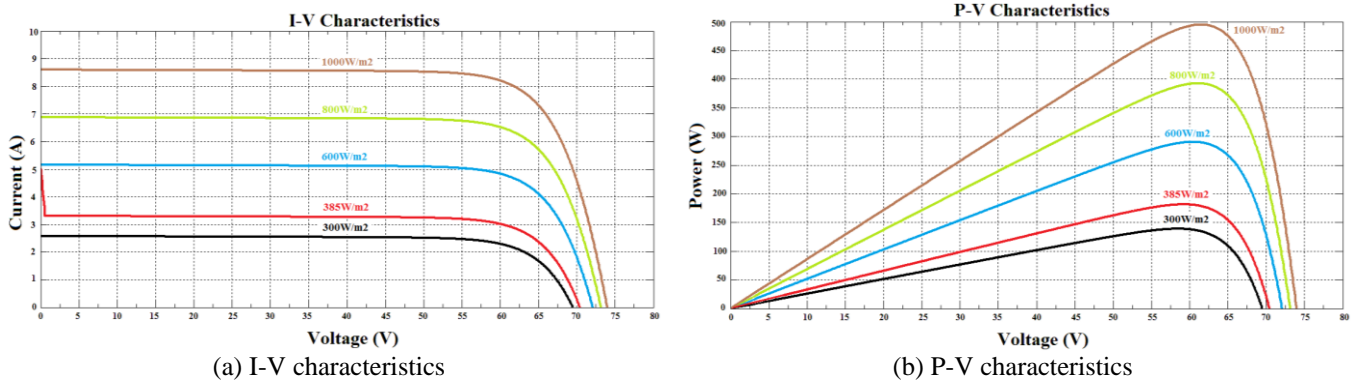 I-V Characteristics
10
9
8
7
6
5
4
3
2
1
0
Current (A)
1000W/m2
800W/m2
600W/m2
385W/m2
300W/m2
0 5 10 15 20 25 30 35 40 45 50 55 60 65 70 75 80
Voltage (V)
(a) I-V characteristics
P-V Characteristics
500
450
400
350
300
250
200
150
100
50
0
Power (W)
1000W/m2
800W/m2
600W/m2
385W/m2
300W/m2
0 5 10 15 20 25 30 35 40 45 50 55 60 65 70 75 80
Voltage (V)
(b) P-V characteristics